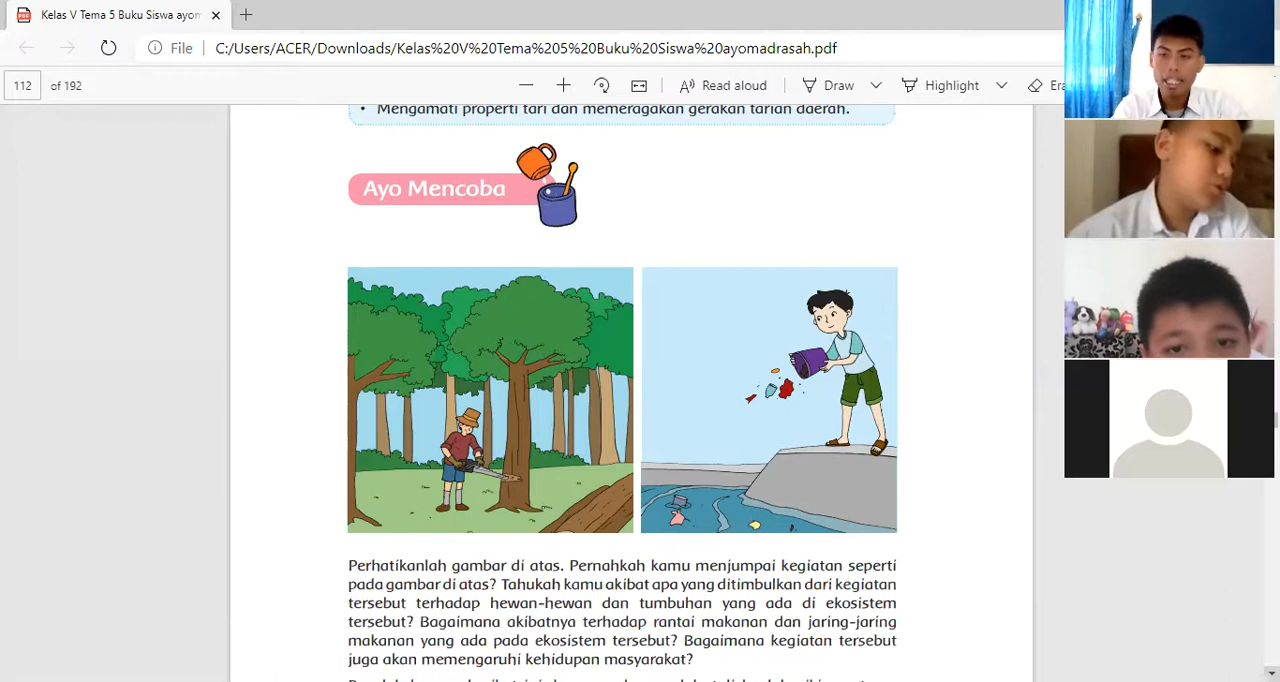 Kelas V Tema 5 Buku Siswa ayom
File
C:/Users/ACER/Downloads/Kelas%20V%20Tema%205%20Buku%20Siswa%20ayomadrasah.pdf
112 of 192
Read aloud
Draw
Highlight
Era
• Mengamati properti tari dan memeragakan gerakan tarian daerah.
Ayo Mencoba
Perhatikanlah gambar di atas. Pernahkah kamu menjumpai kegiatan seperti
pada gambar di atas? Tahukah kamu akibat apa yang ditimbulkan dari kegiatan
tersebut terhadap hewan-hewan dan tumbuhan yang ada di ekosistem
tersebut? Bagaimana akibatnya terhadap rantai makanan dan jaring-jaring
makanan yang ada pada ekosistem tersebut? Bagaimana kegiatan tersebut
juga akan memengaruhi kehidupan masyarakat?